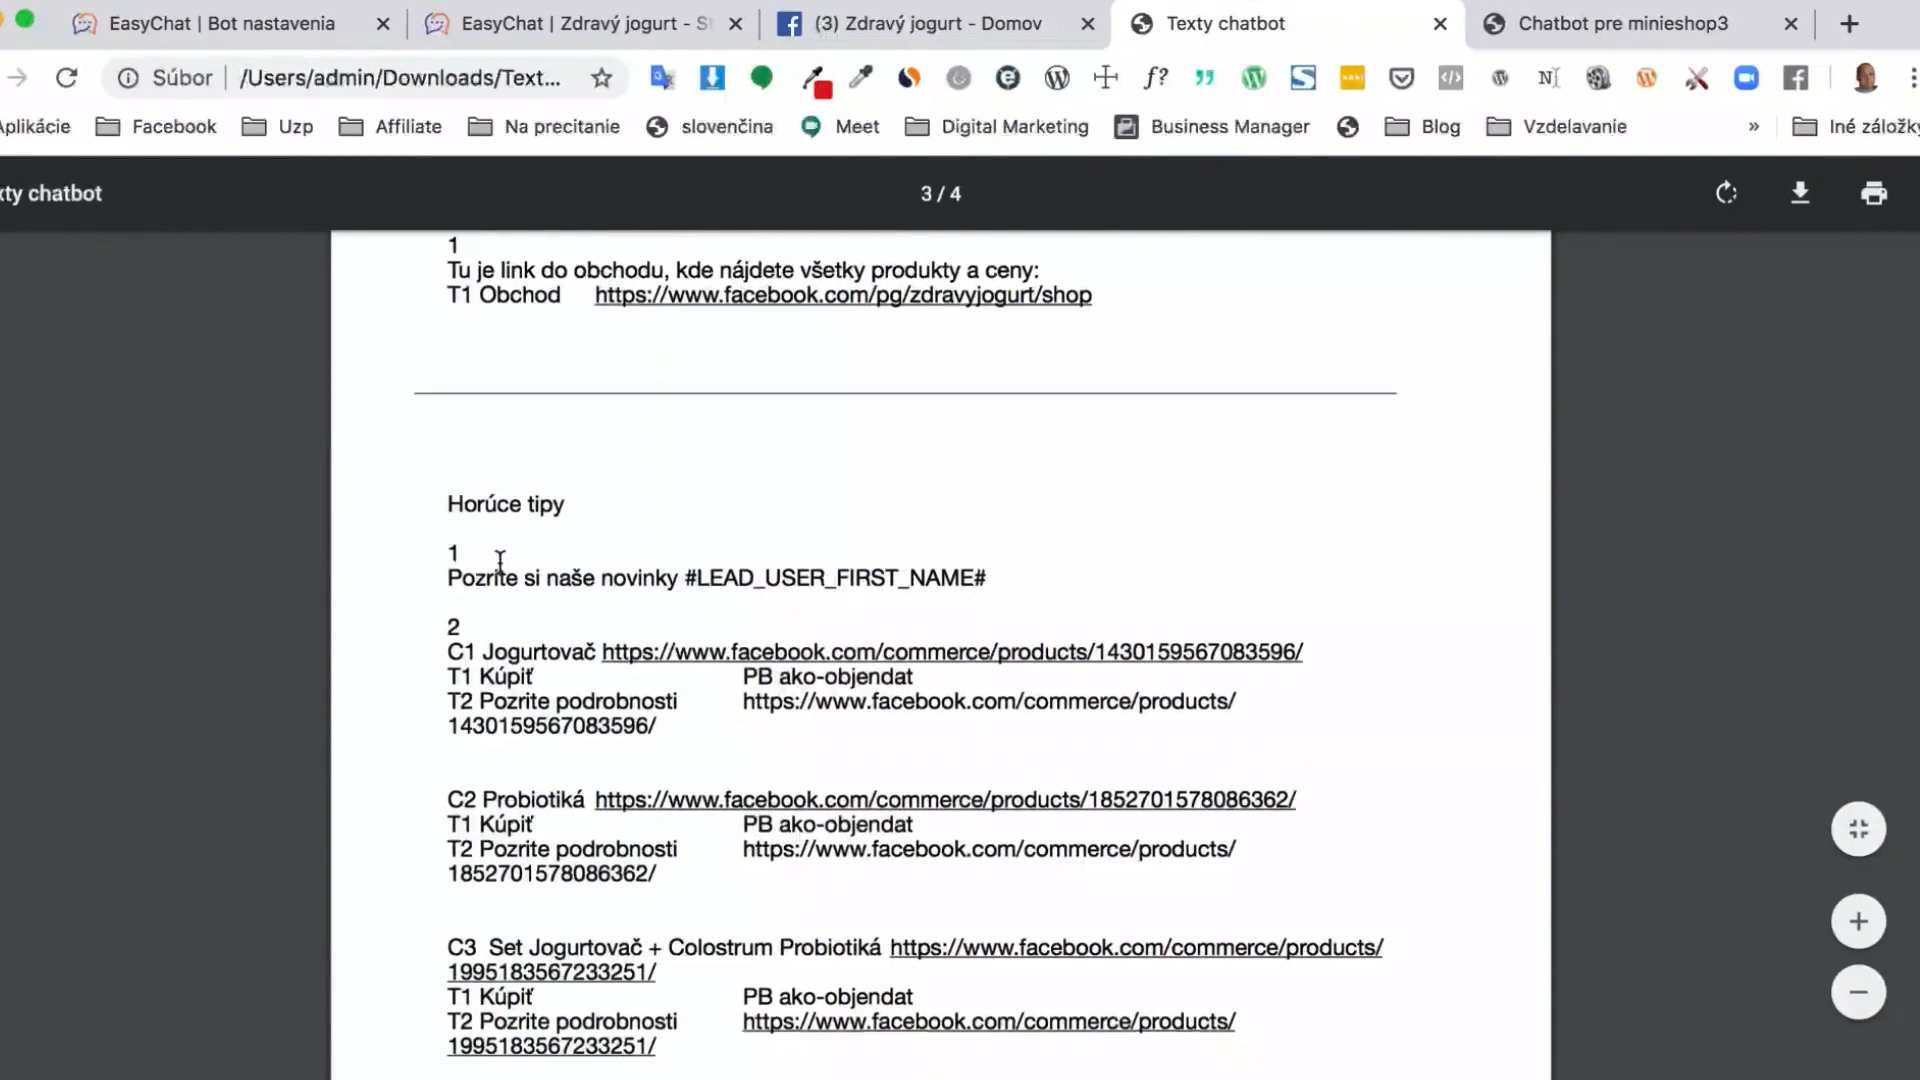 EasyChat | Bot nastavenia
EasyChat | Zdravý jogurt - S
(3) Zdravý jogurt - Domov
Texty chatbot
Chatbot pre minieshop3
Súbor
/Users/admin/Downloads/Text...
Aplikácie
Facebook
Uzp
Affiliate
Na precitanie
slovenčina
Meet
Digital Marketing
Business Manager
Blog
Vzdelavanie
»
Iné záložky
xty chatbot
3 / 4
1
Tu je link do obchodu, kde nájdete všetky produkty a ceny:
T1 Obchod https://www.facebook.com/pg/zdravyjogurt/shop
Horúce tipy
1
Pozrite si naše novinky #LEAD_USER_FIRST_NAME#
2
C1 Jogurtovač https://www.facebook.com/commerce/products/1430159567083596/
T1 Kúpiť PB ako-objendat
T2 Pozrite podrobnosti https://www.facebook.com/commerce/products/
1430159567083596/
C2 Probiotiká https://www.facebook.com/commerce/products/1852701578086362/
T1 Kúpiť PB ako-objendat
T2 Pozrite podrobnosti https://www.facebook.com/commerce/products/
1852701578086362/
C3 Set Jogurtovač + Colostrum Probiotiká https://www.facebook.com/commerce/products/
1995183567233251/
T1 Kúpiť PB ako-objendat
T2 Pozrite podrobnosti https://www.facebook.com/commerce/products/
1995183567233251/